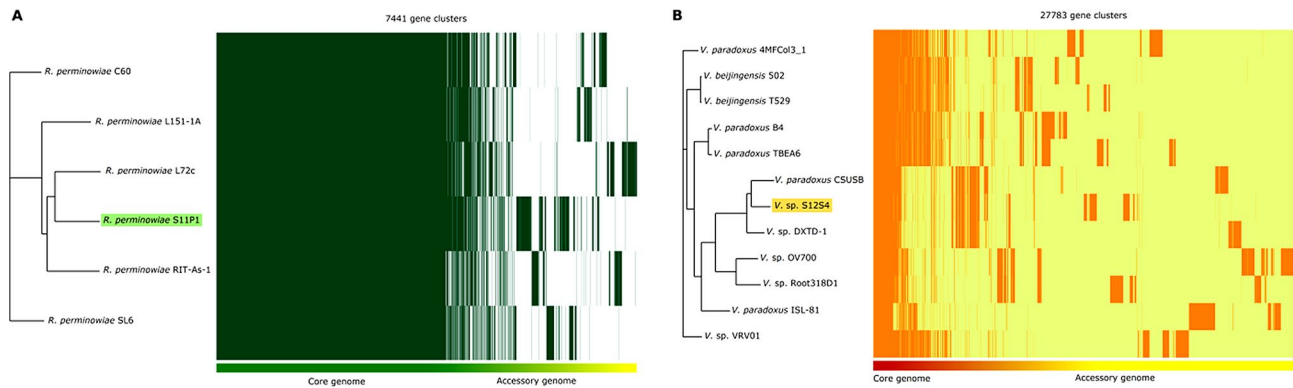 A
7441 gene clusters
R. perminowiae C60
R. perminowiae L151-1A
R. perminowiae L72c
R. perminowiae S11P1
R. perminowiae RIT-As-1
R. perminowiae SL6
Core genome
Accessory genome
B
27783 gene clusters
V. paradoxus 4MFCol3_1
V. beijingensis 502
V. beijingensis T529
V. paradoxus B4
V. paradoxus TBEA6
V. paradoxus CSUSB
V. sp. S12S4
V. sp. DXTD-1
V. sp. OV700
V. sp. Root318D1
V. paradoxus ISL-81
V. sp. VRV01
Core genome
Accessory genome